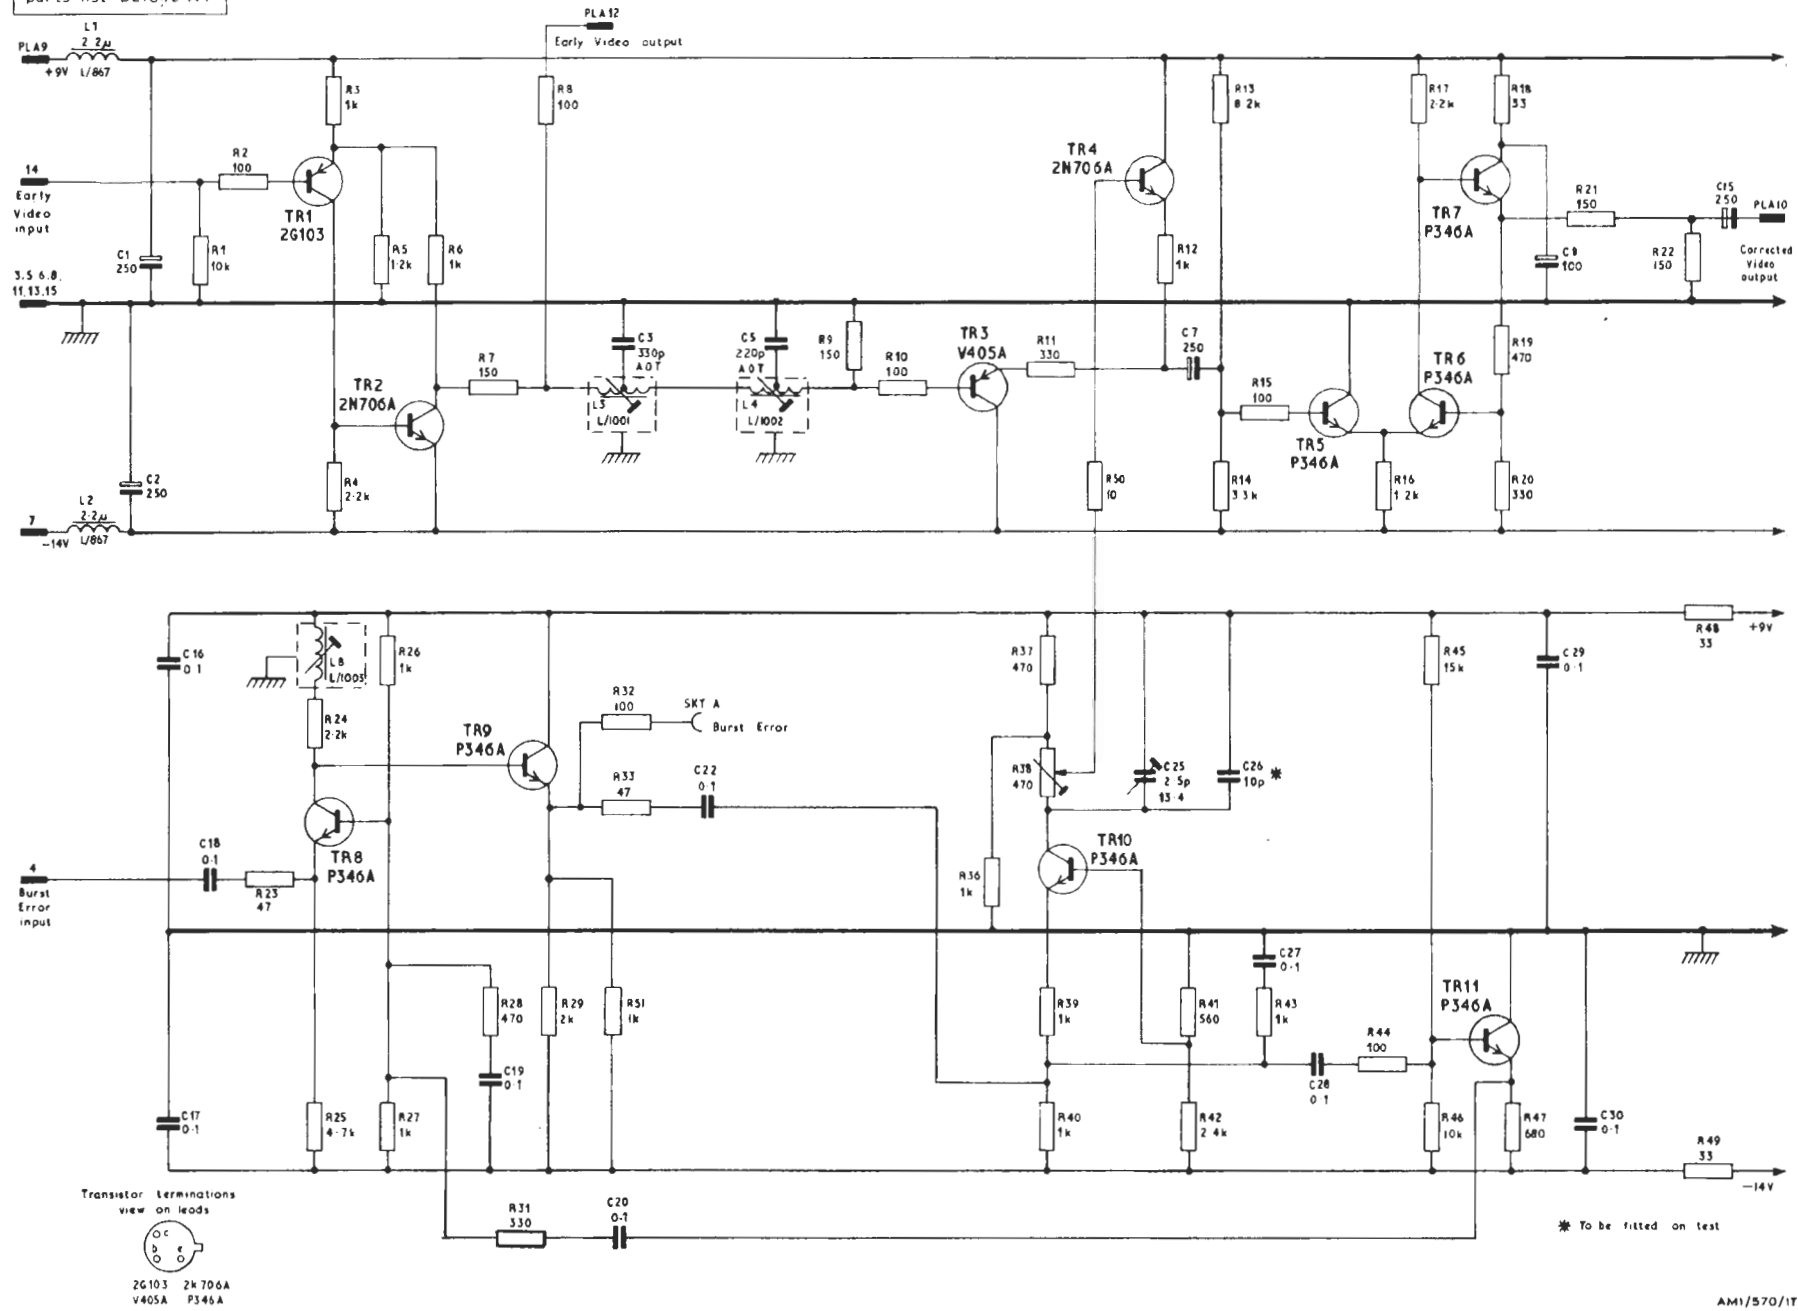 L1
2.2µ
PLA9
+9V
L/867
PLA12
Early Video output
R3
1k
R8
100
R13
8.2k
R17
2.2k
R18
33
14
Early
Video
input
R2
100
TR1
2G103
TR4
2N706A
TR7
P346A
R21
150
C15
250
PLA10
Corrected
Video
output
C1
250
R1
10k
R5
1.2k
R6
1k
R12
1k
C9
100
R22
150
3.5 6.8.
11,13,15
C3
330p
AOT
C5
220p
AOT
R9
150
TR3
V405A
R11
330
C7
250
TR6
P346A
R19
470
R7
150
R10
100
TR2
2N706A
L3
L/1001
L4
L/1002
R15
100
TR5
P346A
C2
250
R4
2.2k
R50
10
R14
3.3k
R16
1.2k
R20
330
L2
7
2.2µ
-14V
L/867
C16
0.1
L8
L/1003
R26
1k
R37
470
R45
15k
C29
0.1
R48
33
+9V
R24
2.2k
R32
100
SKT A
Burst Error
TR9
P346A
R33
47
C22
0.1
R38
470
C25
2.5p
13.4
C26
10p
✱
TR8
P346A
TR10
P346A
C18
0.1
4
Burst
Error
input
R23
47
R36
1k
C27
0.1
R28
470
R29
2k
R51
1k
R39
1k
R41
560
R43
1k
TR11
P346A
R44
100
C19
0.1
C28
0.1
C17
0.1
R25
4.7k
R27
1k
R40
1k
R42
2.4k
R46
10k
R47
680
C30
0.1
R49
33
-14V
Transistor terminations
view on leads
c
b e
2G103 2N706A
V405A P346A
R31
330
C20
0.1
✱ To be fitted on test
AM1/570/1T